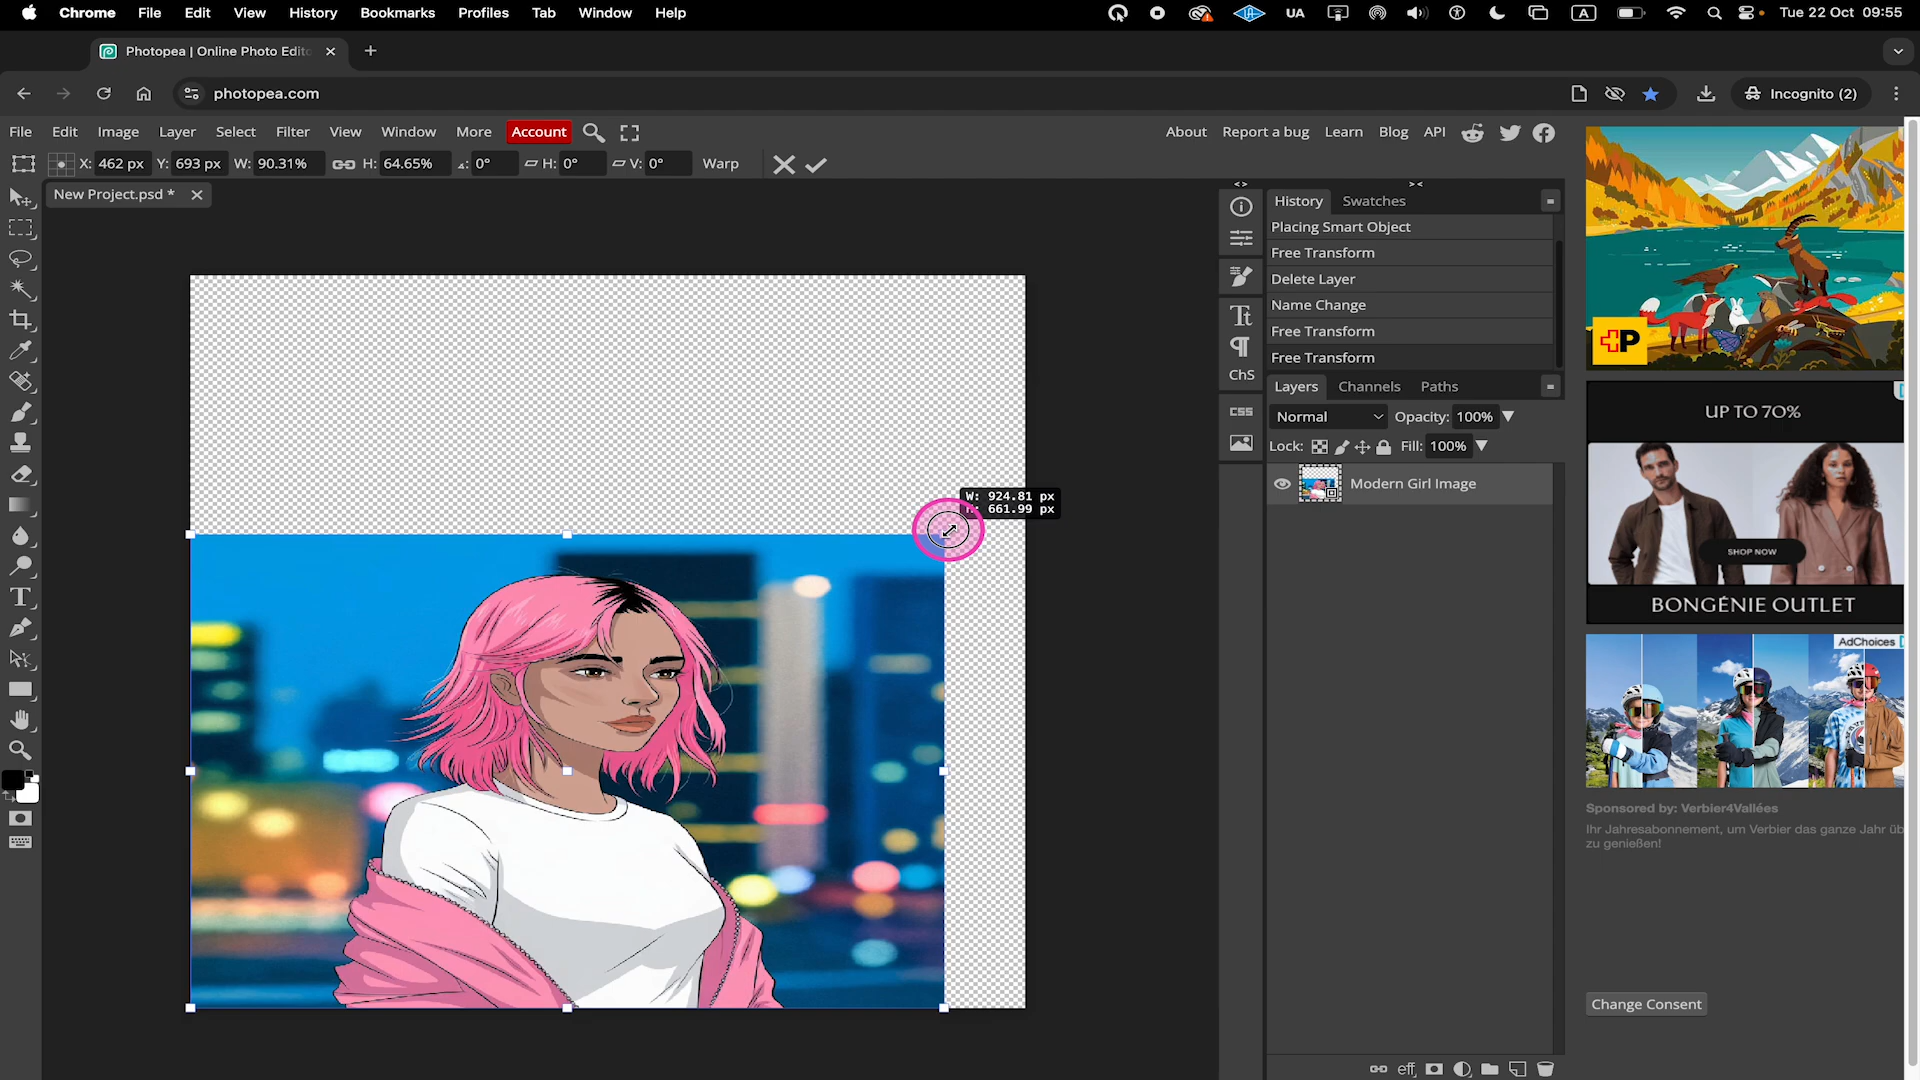 Chrome File Edit View History Bookmarks Profiles Tab Window Help UA A Tue 22 Oct 09:55
Photopea | Online Photo Edito
photopea.com Incognito (2)
File Edit Image Layer Select Filter View Window More Account About Report a bug Learn Blog API
X: 462 px Y: 693 px W: 90.31% H: 64.65% ⊿: 0° H: 0° V: 0° Warp
New Project.psd *
History Swatches
Placing Smart Object
Free Transform
Delete Layer
Name Change
Free Transform
Free Transform
ChS
CSS
Layers Channels Paths
Normal Opacity: 100%
Lock: Fill: 100%
Modern Girl Image
W: 924.81 px
H: 661.99 px
eff
P
UP TO 70%
SHOP NOW
BONGÉNIE OUTLET
AdChoices
Sponsored by: Verbier4Vallées
Ihr Jahresabonnement, um Verbier das ganze Jahr üb
zu genießen!
Change Consent